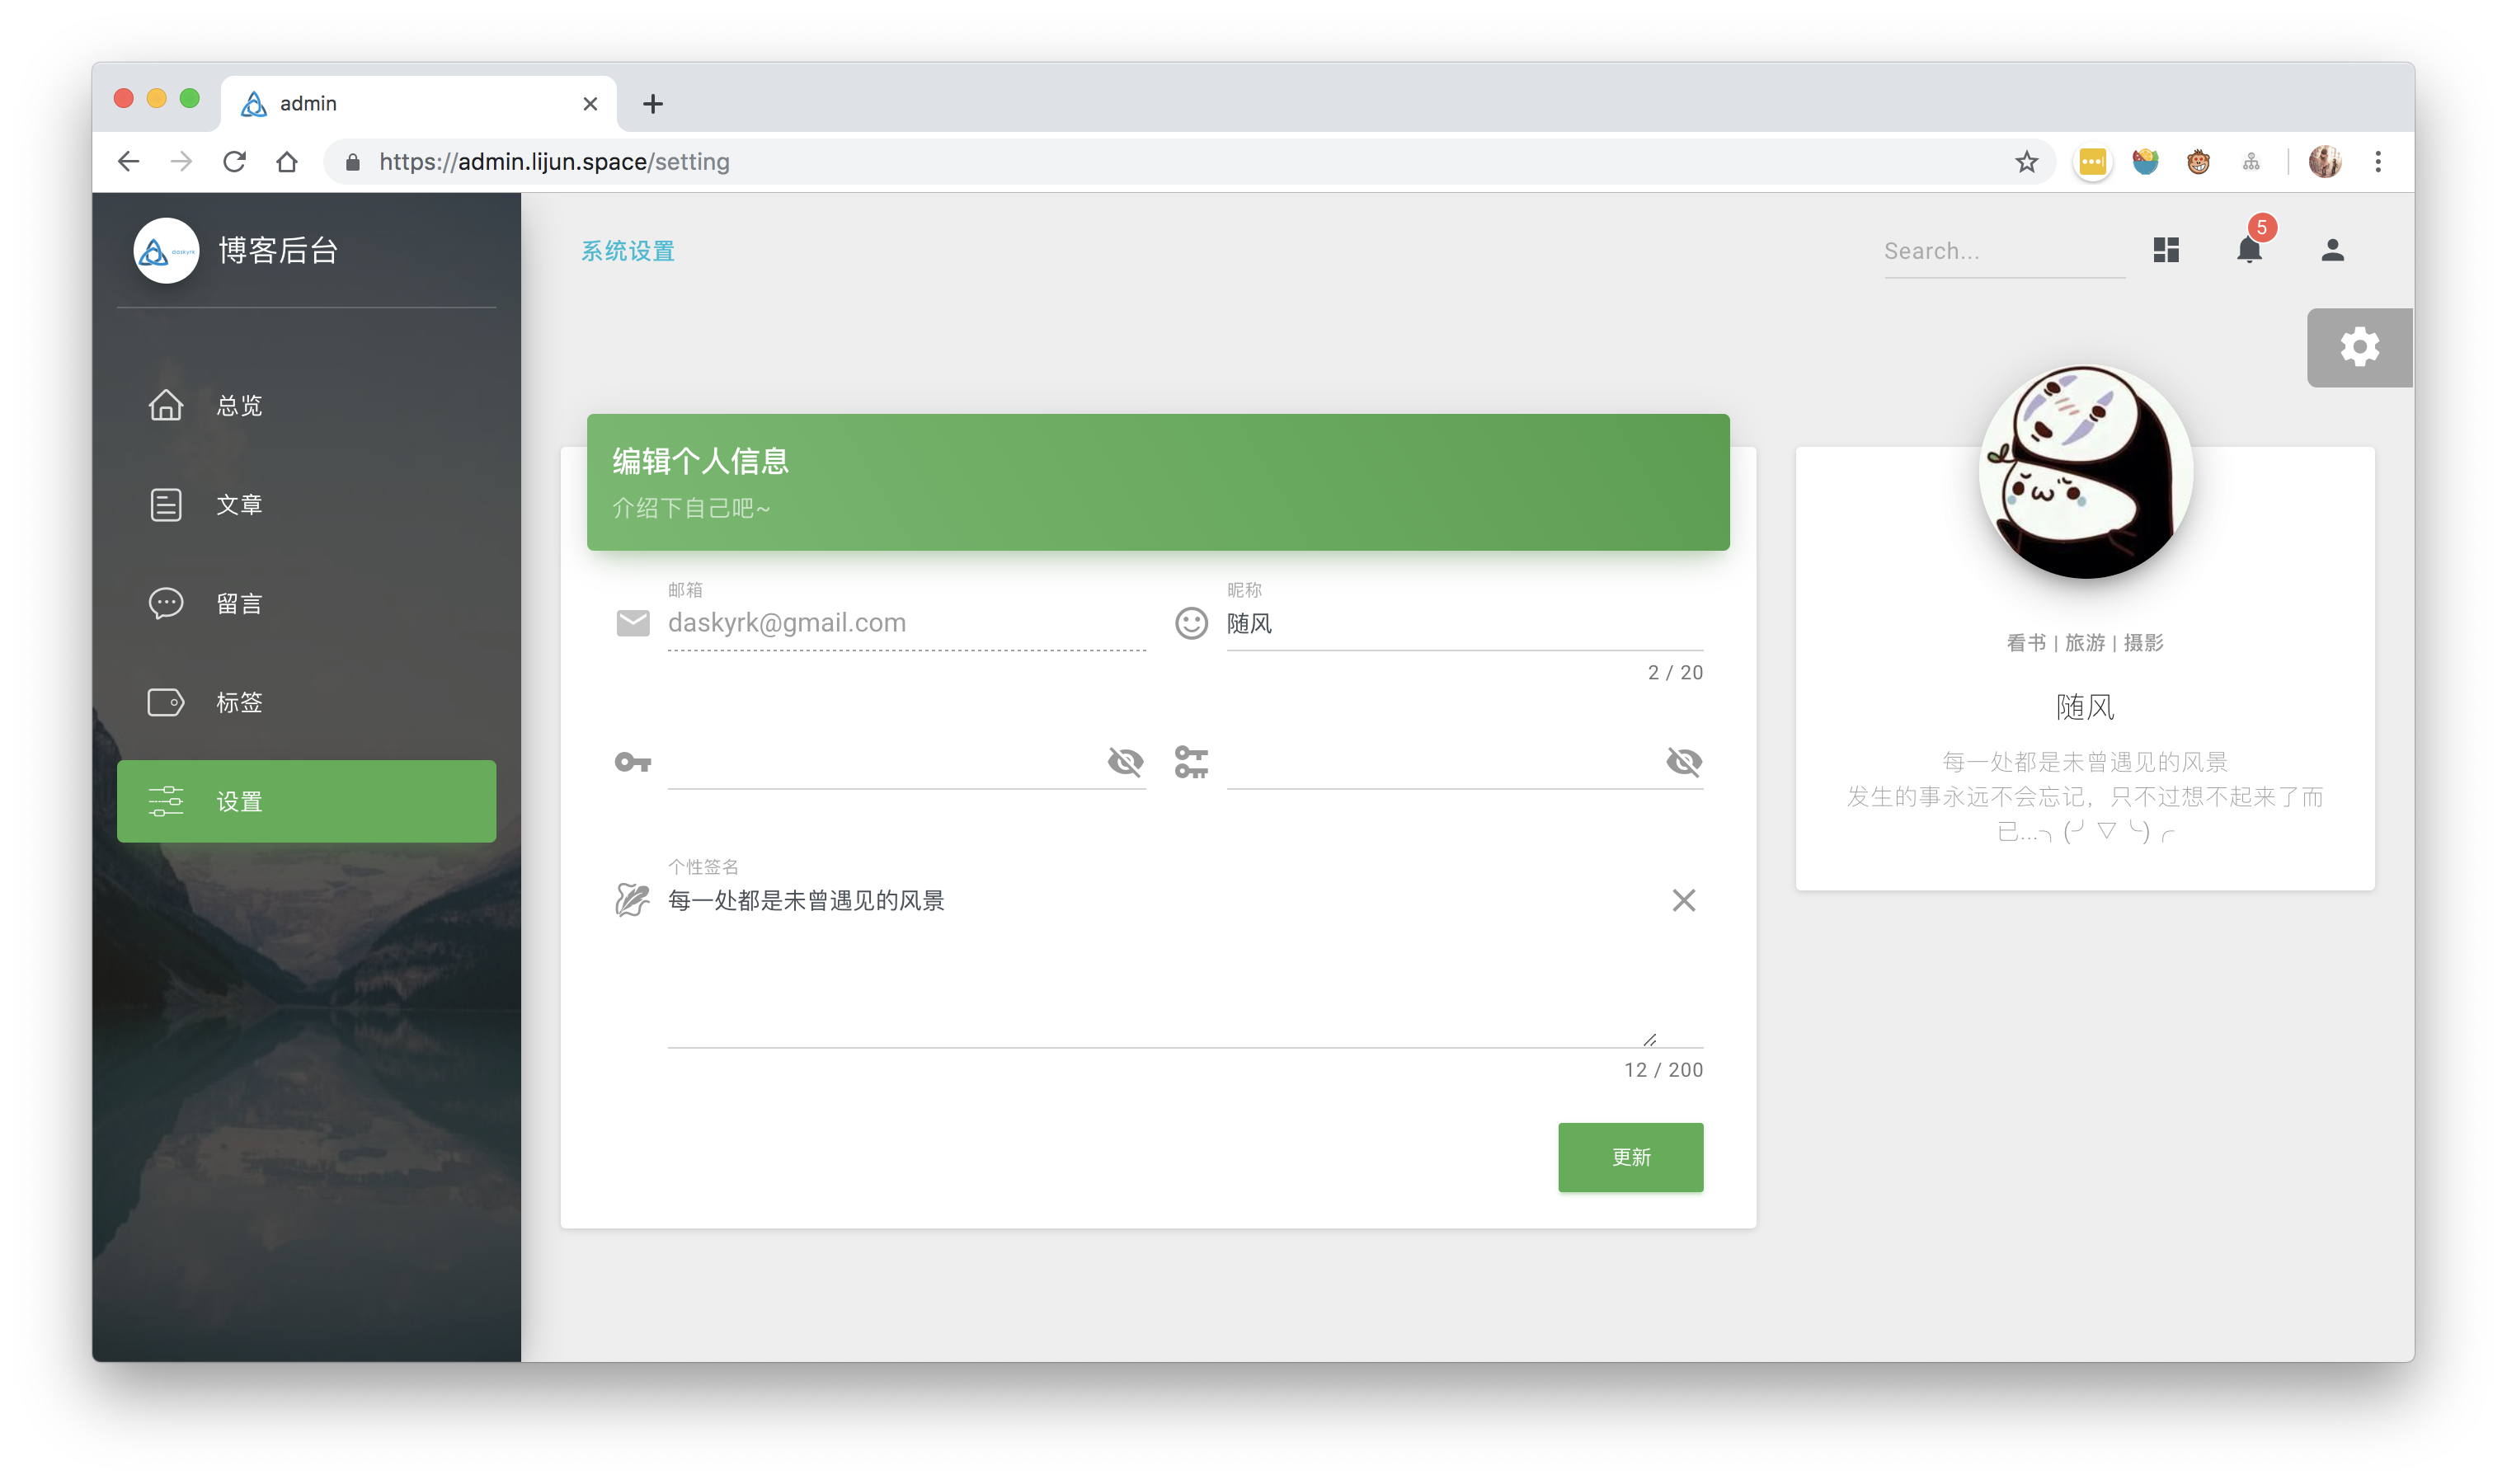 admin
https://admin.lijun.space/setting
daskyrk
博客后台
系统设置
Search...
5
总览
文章
留言
标签
设置
编辑个人信息
介绍下自己吧~
邮箱
daskyrk@gmail.com
昵称
随风
2 / 20
个性签名
每一处都是未曾遇见的风景
12 / 200
更新
看书 | 旅游 | 摄影
随风
每一处都是未曾遇见的风景
发生的事永远不会忘记，只不过想不起来了而
已...╮(╯▽╰)╭